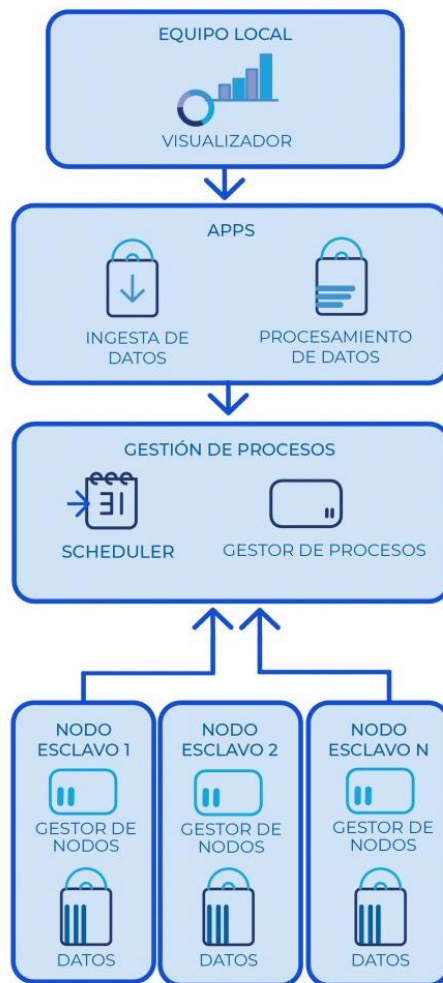 EQUIPO LOCAL
VISUALIZADOR
APPS
INGESTA DE
DATOS
PROCESAMIENTO
DE DATOS
GESTIÓN DE PROCESOS
31
SCHEDULER
GESTOR DE PROCESOS
NODO
ESCLAVO 1
GESTOR DE
NODOS
DATOS
NODO
ESCLAVO 2
GESTOR DE
NODOS
DATOS
NODO
ESCLAVO N
GESTOR DE
NODOS
DATOS